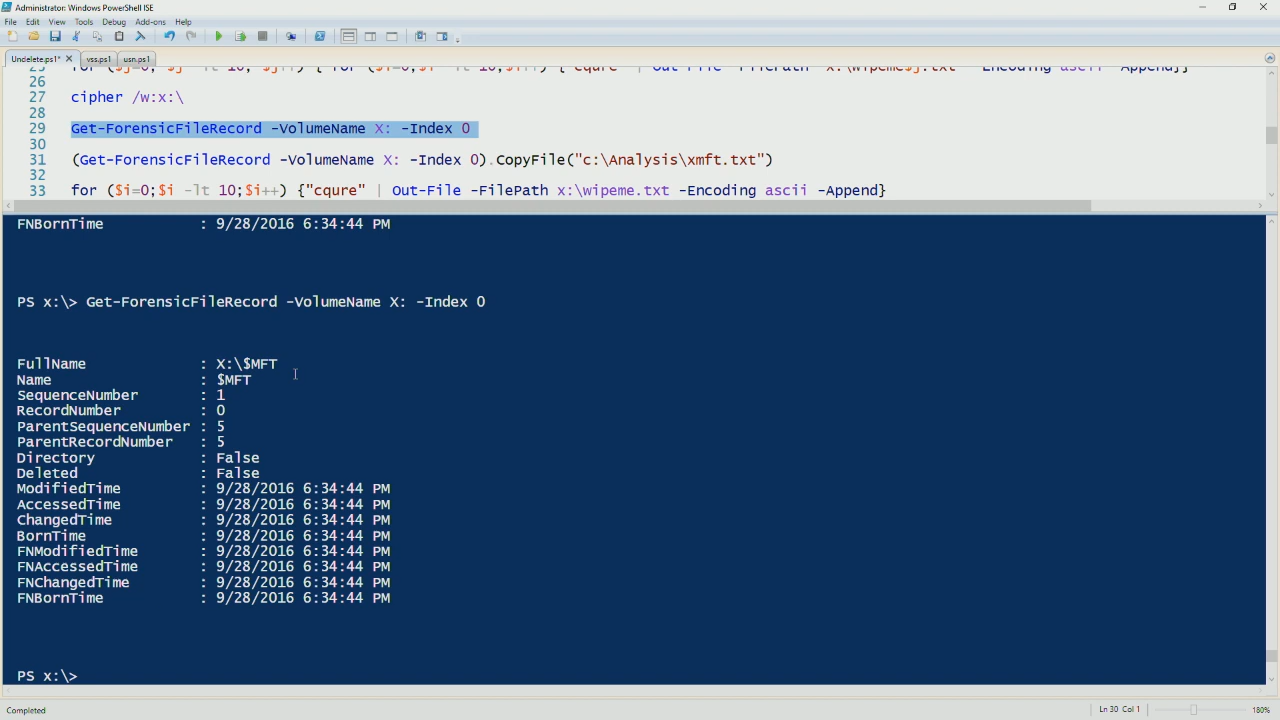 Administrator: Windows PowerShell ISE
File Edit View Tools Debug Add-ons Help
Undelete.ps1* vss.ps1 usn.ps1
26
27 cipher /w:x:\
28
29 Get-ForensicFileRecord -VolumeName X: -Index 0
30
31 (Get-ForensicFileRecord -VolumeName X: -Index 0).CopyFile("c:\Analysis\xmft.txt")
32
33 for ($i=0;$i -lt 10;$i++) {"cqure" | Out-File -FilePath x:\wipeme.txt -Encoding ascii -Append}
FNBornTime : 9/28/2016 6:34:44 PM
PS x:\> Get-ForensicFileRecord -VolumeName X: -Index 0
FullName : X:\$MFT
Name : $MFT
SequenceNumber : 1
RecordNumber : 0
ParentSequenceNumber : 5
ParentRecordNumber : 5
Directory : False
Deleted : False
ModifiedTime : 9/28/2016 6:34:44 PM
AccessedTime : 9/28/2016 6:34:44 PM
ChangedTime : 9/28/2016 6:34:44 PM
BornTime : 9/28/2016 6:34:44 PM
FNModifiedTime : 9/28/2016 6:34:44 PM
FNAccessedTime : 9/28/2016 6:34:44 PM
FNChangedTime : 9/28/2016 6:34:44 PM
FNBornTime : 9/28/2016 6:34:44 PM
PS x:\>
Completed Ln 30 Col 1 180%